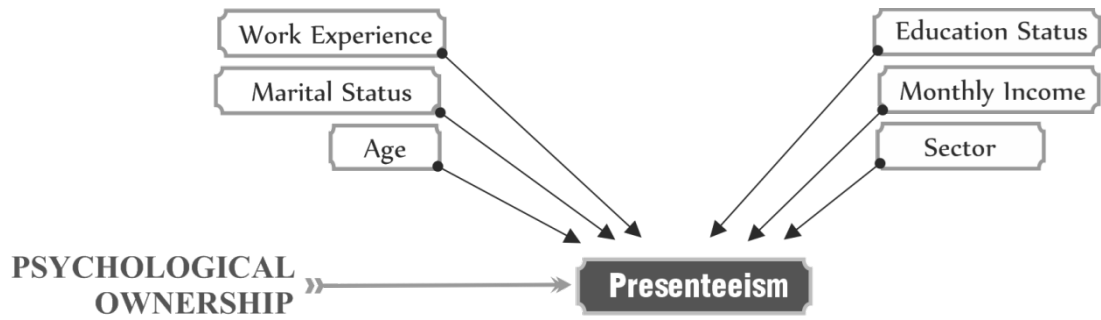 Work Experience
Marital Status
Age
Education Status
Monthly Income
Sector
PSYCHOLOGICAL
OWNERSHIP
Presenteeism